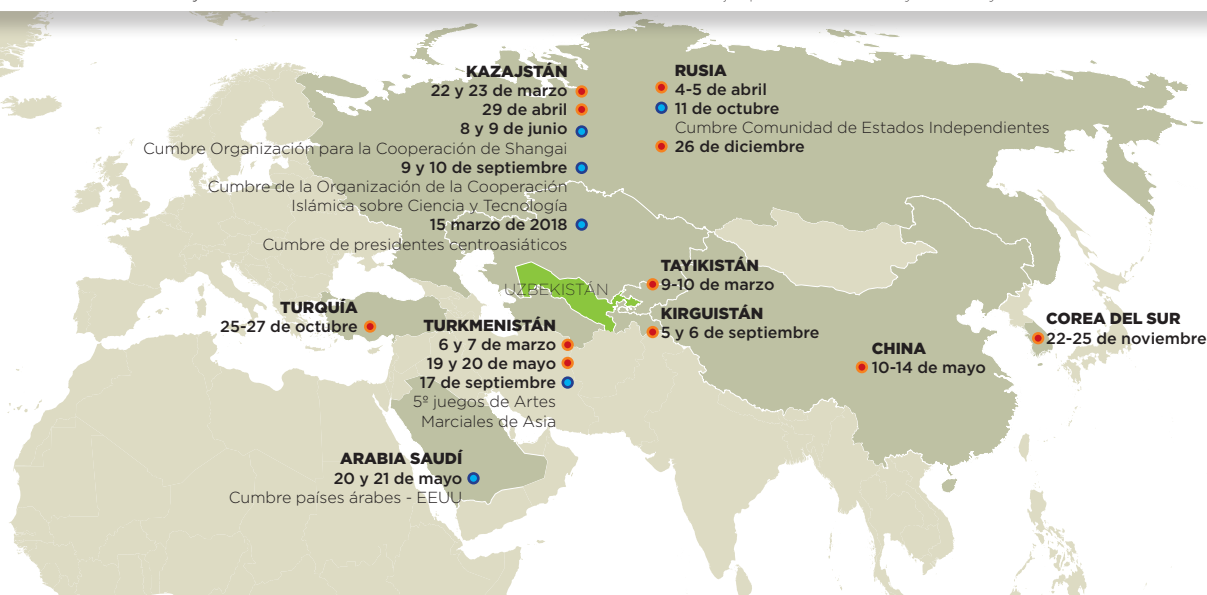 KAZAJSTÁN
22 y 23 de marzo
29 de abril
8 y 9 de junio
Cumbre Organización para la Cooperación de Shangai
9 y 10 de septiembre
Cumbre de la Organización de la Cooperación
Islámica sobre Ciencia y Tecnología
15 marzo de 2018
Cumbre de presidentes centroasiáticos
RUSIA
4-5 de abril
11 de octubre
Cumbre Comunidad de Estados Independientes
26 de diciembre
UZBEKISTÁN
TAYIKISTÁN
9-10 de marzo
KIRGUISTÁN
5 y 6 de septiembre
TURQUÍA
25-27 de octubre
TURKMENISTÁN
6 y 7 de marzo
19 y 20 de mayo
17 de septiembre
5º juegos de Artes
Marciales de Asia
CHINA
10-14 de mayo
COREA DEL SUR
22-25 de noviembre
ARABIA SAUDÍ
20 y 21 de mayo
Cumbre países árabes - EEUU